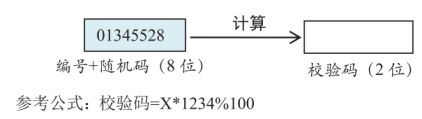 计算
01345528
编号+随机码（8 位）
校验码（2 位）
参考公式：校验码=X*1234%100